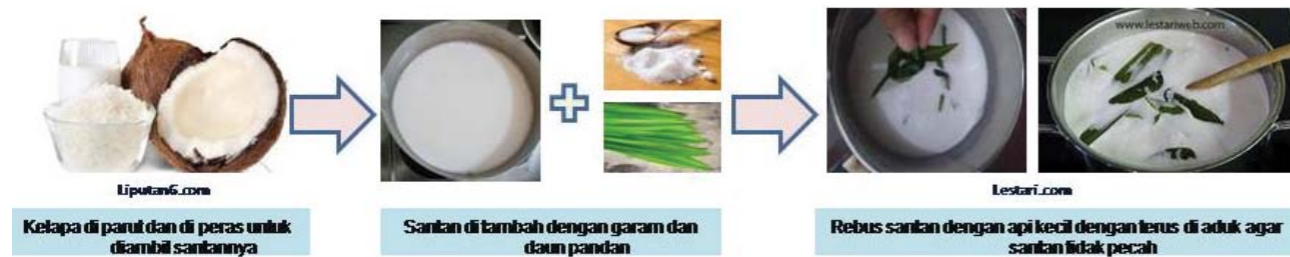 www.lestariweb.com
Liputan6.com
Lestari.com
Kelapa di parut dan di peras untuk
diambil santannya
Santan di tambah dengan garam dan
daun pandan
Rebus santan dengan api kecil dengan terus di aduk agar
santan tidak pecah